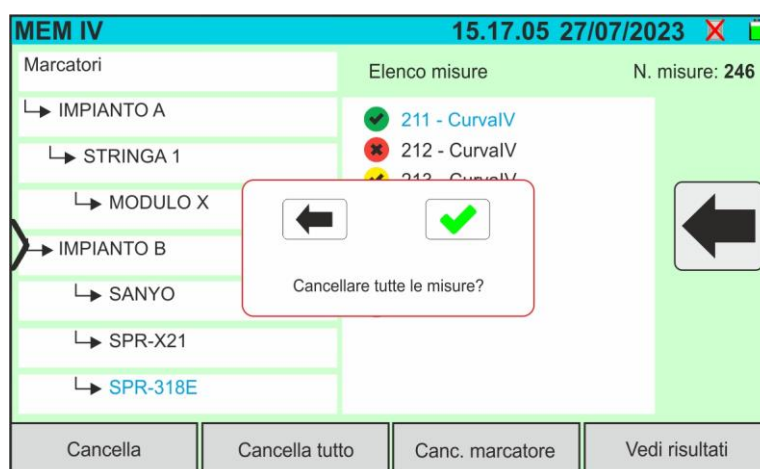 MEM IV 15.17.05 27/07/2023
Marcatori
Elenco misure N. misure: 246
IMPIANTO A
211 - CurvaIV
STRINGA 1
212 - CurvaIV
213 - CurvaIV
MODULO X
IMPIANTO B
Cancellare tutte le misure?
SANYO
SPR-X21
SPR-318E
Cancella Cancella tutto Canc. marcatore Vedi risultati